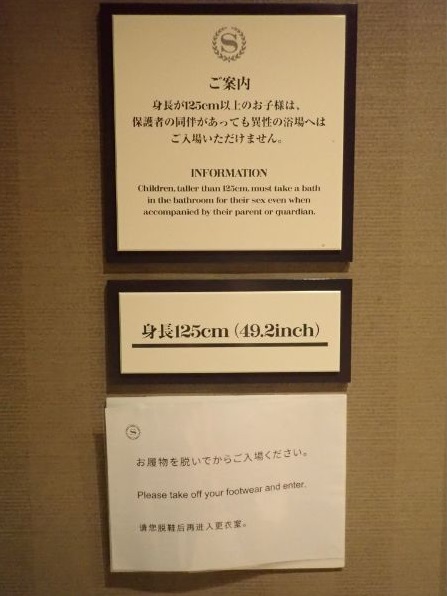 S
ご案内
身長が125cm以上のお子様は、
保護者の同伴があっても異性の浴場へは
ご入場いただけません。
INFORMATION
Children, taller than 125cm, must take a bath
in the bathroom for their sex even when
accompanied by their parent or guardian.
身長125cm (49.2inch)
S
お履物を脱いでからご入場ください。
Please take off your footwear and enter.
请您脱鞋后再进入更衣室。